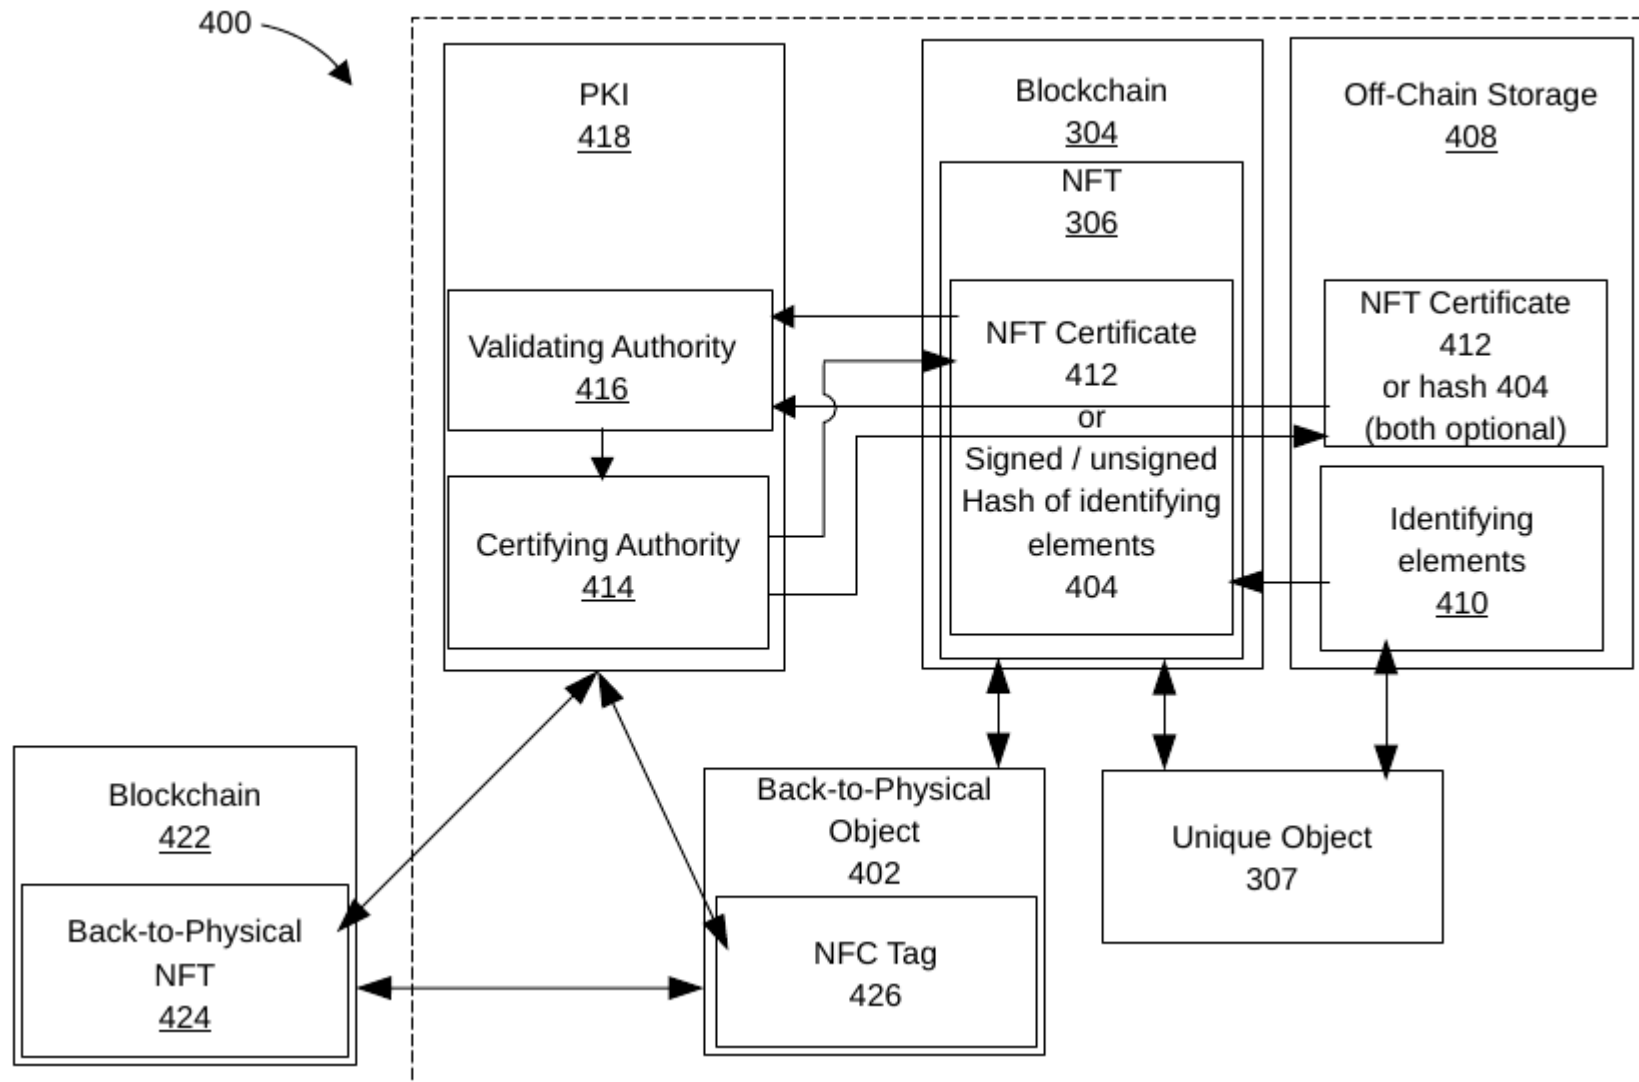 400
PKI
418
Validating Authority
416
Certifying Authority
414
Blockchain
304
NFT
306
NFT Certificate
412
or
Signed / unsigned
Hash of identifying
elements
404
Off-Chain Storage
408
NFT Certificate
412
or hash 404
(both optional)
Identifying
elements
410
Blockchain
422
Back-to-Physical
NFT
424
Back-to-Physical
Object
402
NFC Tag
426
Unique Object
307